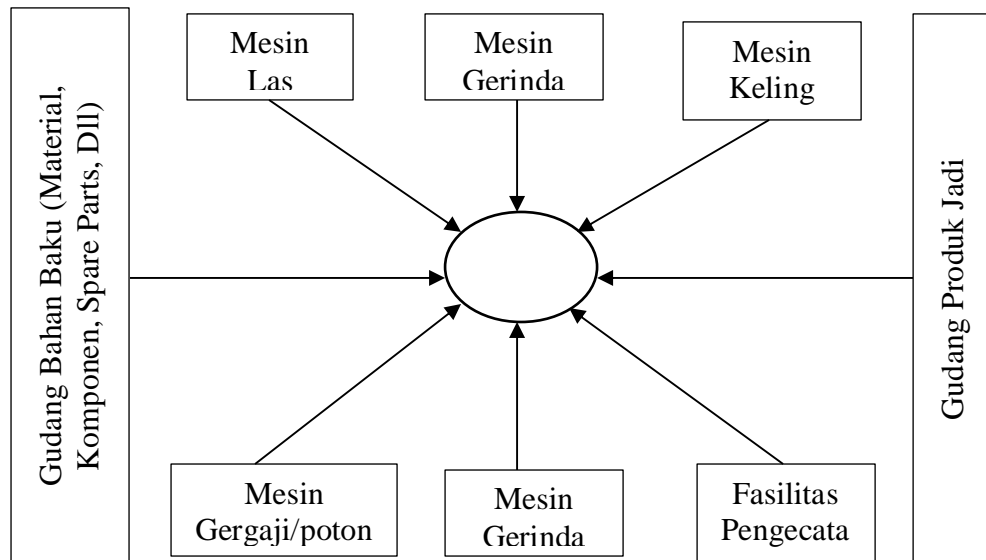 Gudang Bahan Baku (Material,
Komponen, Spare Parts, Dll)
Mesin
Las
Mesin
Gerinda
Mesin
Keling
Gudang Produk Jadi
Mesin
Gergaji/poton
Mesin
Gerinda
Fasilitas
Pengecata